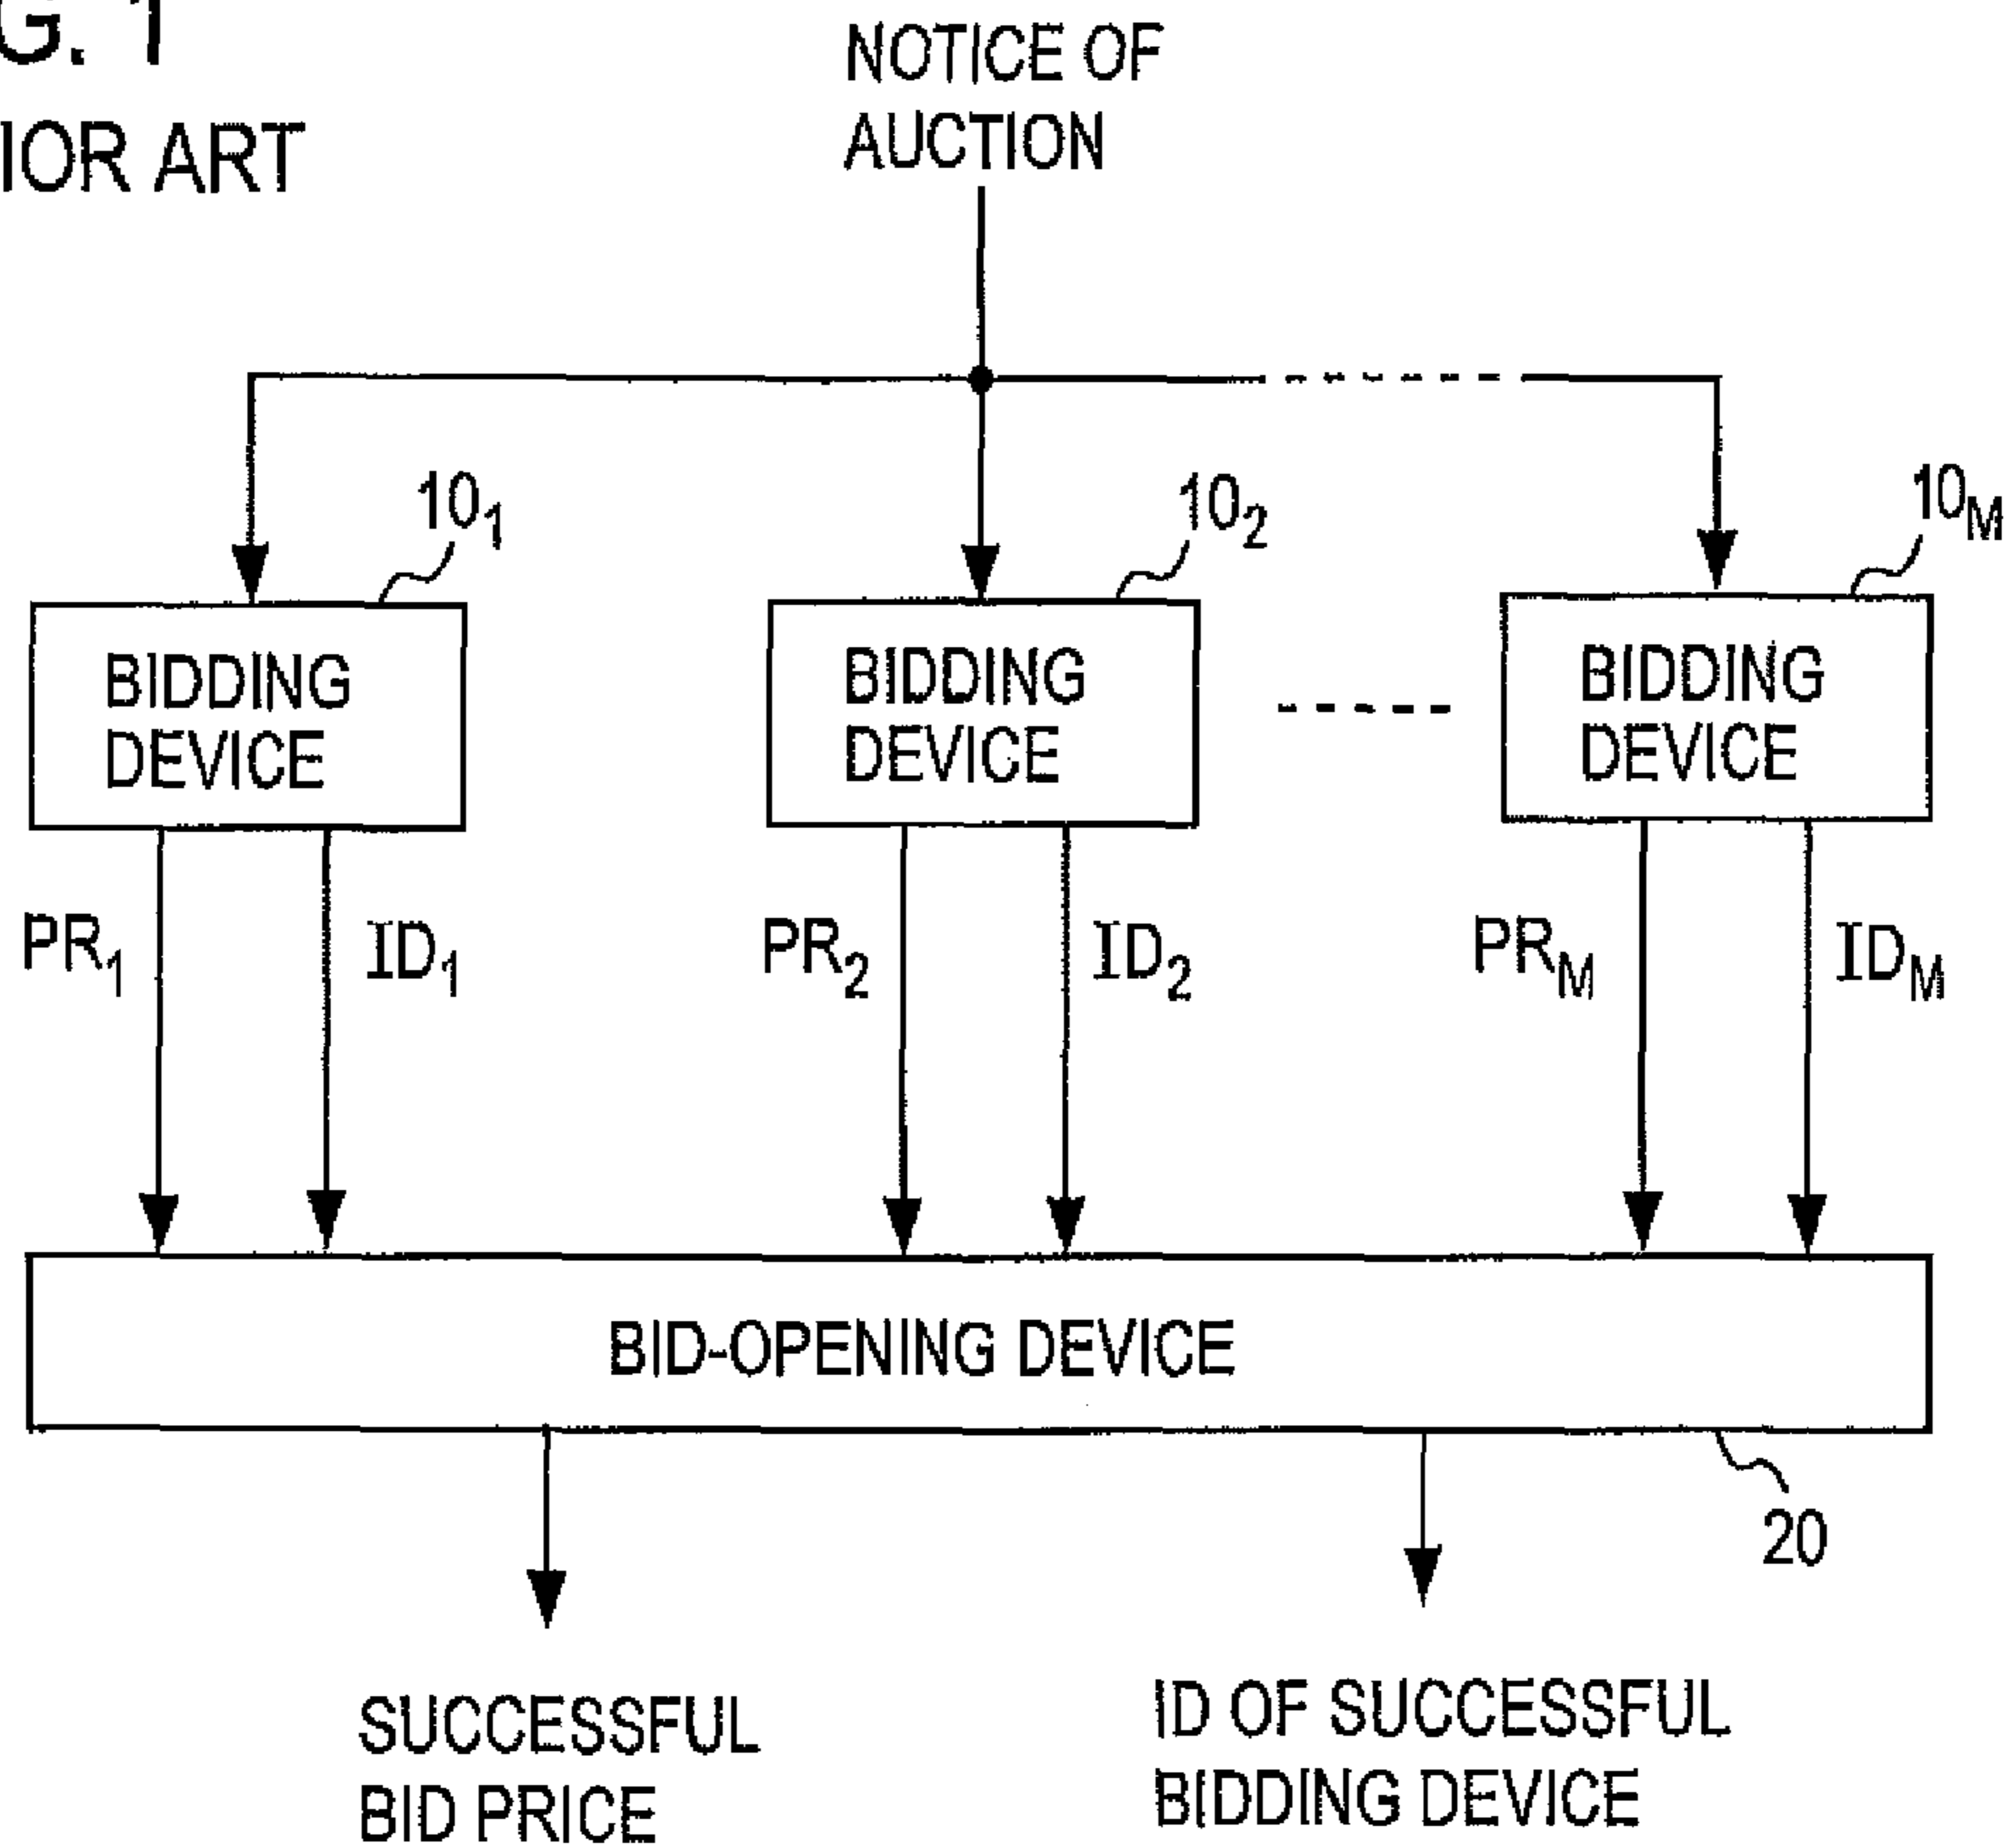 G. 1
IOR ART
NOTICE OF
AUCTION
10₁
10₂
10M
BIDDING
DEVICE
BIDDING
DEVICE
BIDDING
DEVICE
PR₁
ID₁
PR₂
ID₂
PRM
IDM
BID-OPENING DEVICE
20
SUCCESSFUL
BID PRICE
ID OF SUCCESSFUL
BIDDING DEVICE